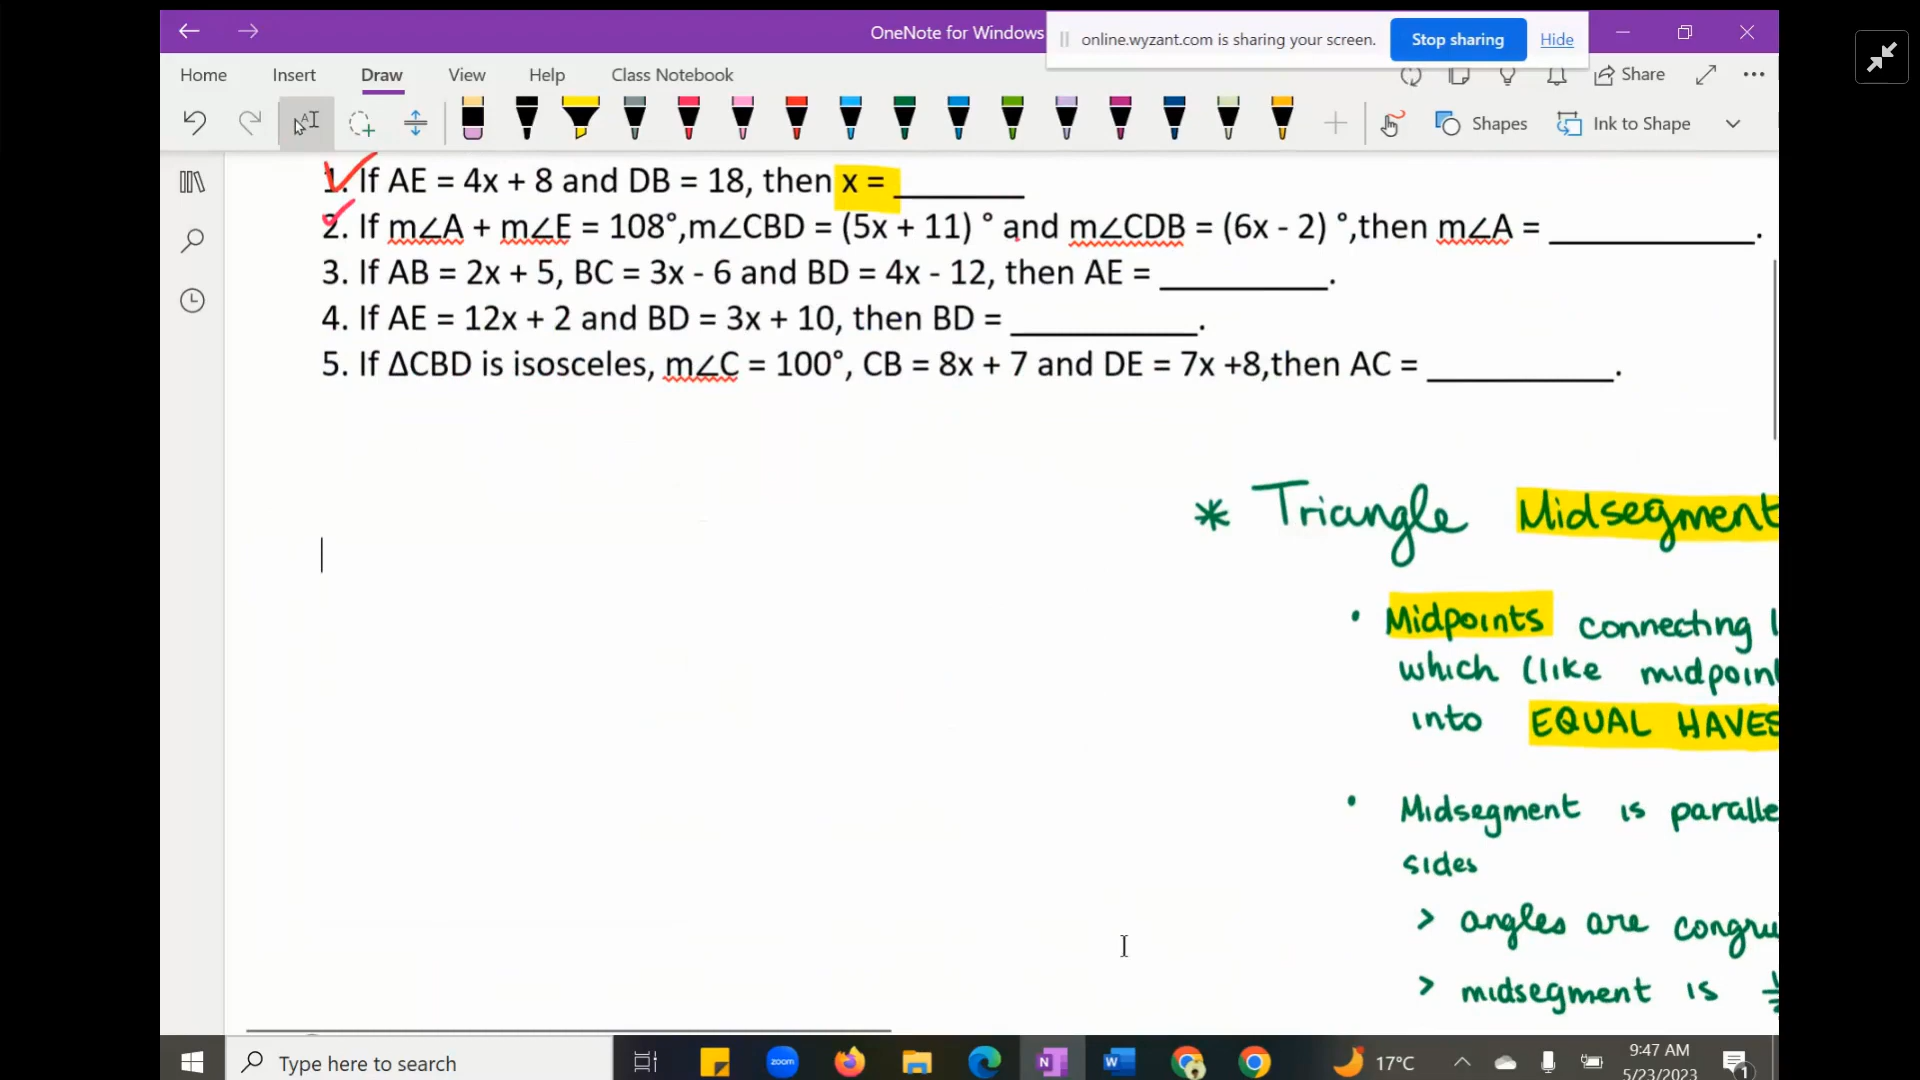 OneNote for Windows
online.wyzant.com is sharing your screen.
Stop sharing
Hide
Home
Insert
Draw
View
Help
Class Notebook
Share
Shapes
Ink to Shape
1. If AE = 4x + 8 and DB = 18, then x = ________
2. If m∠A + m∠E = 108°,m∠CBD = (5x + 11) ° and m∠CDB = (6x - 2) °,then m∠A = _____________.
3. If AB = 2x + 5, BC = 3x - 6 and BD = 4x - 12, then AE = ___________.
4. If AE = 12x + 2 and BD = 3x + 10, then BD = ____________.
5. If ΔCBD is isosceles, m∠C = 100°, CB = 8x + 7 and DE = 7x +8,then AC = ____________.
* Triangle Midsegment
• Midpoints connecting
which (like midpoin
into EQUAL HAVES
• Midsegment is paralle
sides
> angles are congru
> midsegment is
Type here to search
zoom
17°C
9:47 AM
5/23/2023
1